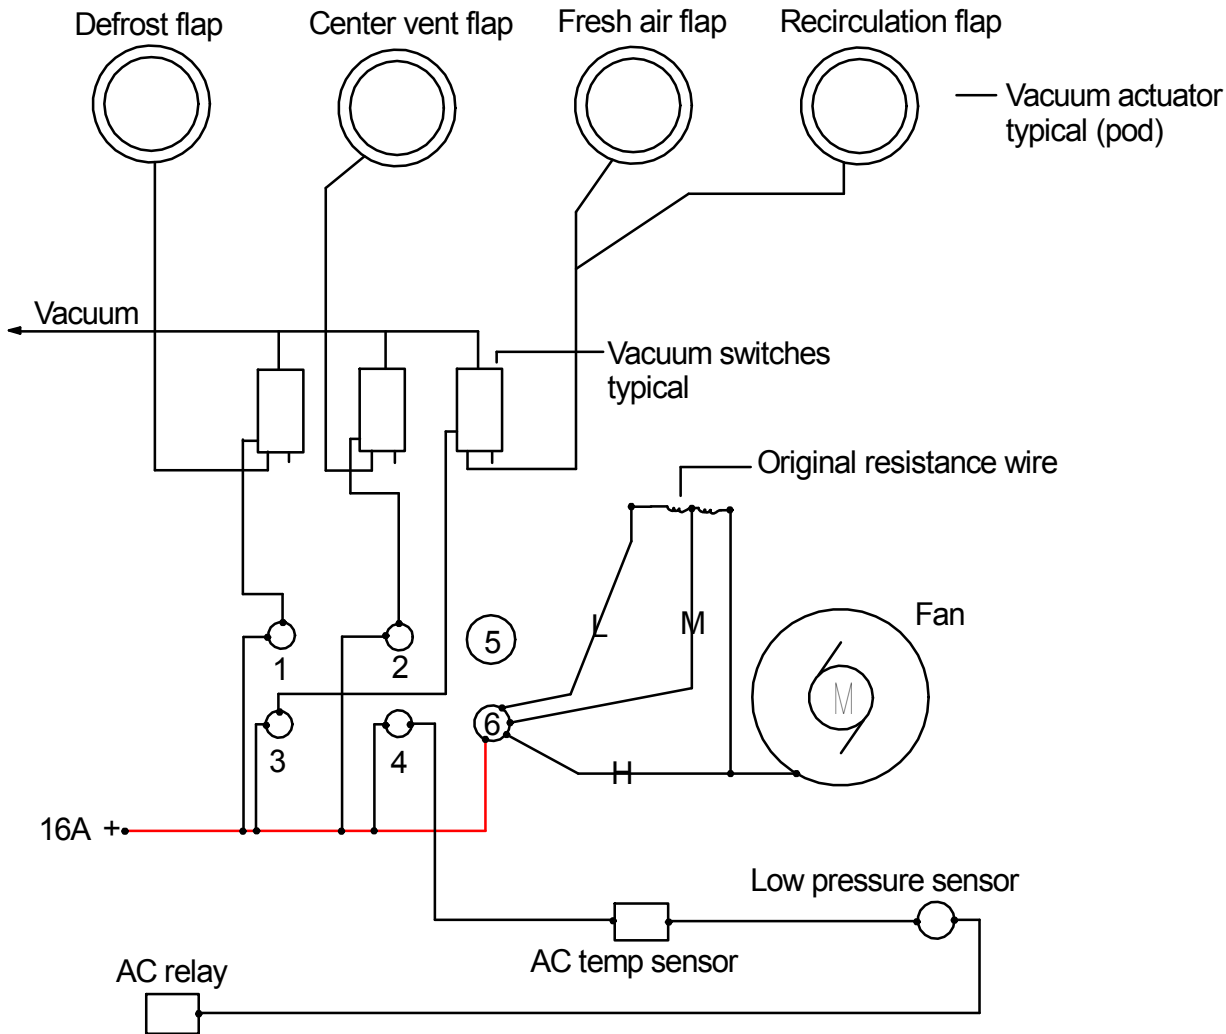 Defrost flap
Center vent flap
Fresh air flap
Recirculation flap
Vacuum actuator
typical (pod)
Vacuum
Vacuum switches
typical
Original resistance wire
L
M
Fan
1
2
5
M
3
4
6
H
16A +
Low pressure sensor
AC temp sensor
AC relay